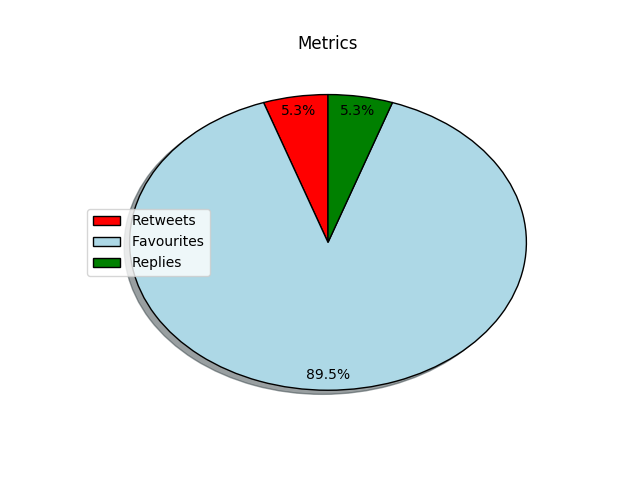 Metrics
5.3%
5.3%
Retweets
Favourites
Replies
89.5%